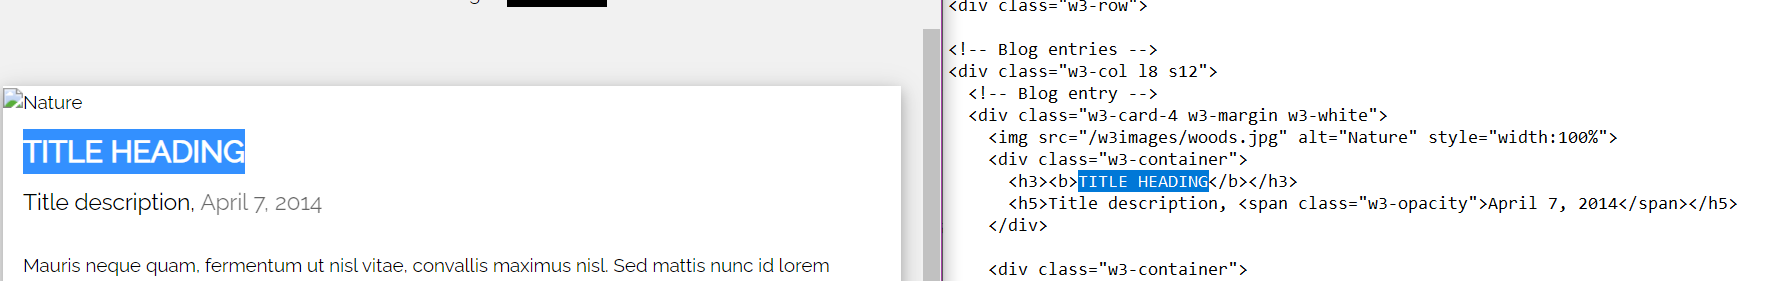 Nature
TITLE HEADING
Title description, April 7, 2014
Mauris neque quam, fermentum ut nisl vitae, convallis maximus nisl. Sed mattis nunc id lorem
<div class="w3-row">
<!-- Blog entries -->
<div class="w3-col l8 s12">
<!-- Blog entry -->
<div class="w3-card-4 w3-margin w3-white">
<img src="/w3images/woods.jpg" alt="Nature" style="width:100%">
<div class="w3-container">
<h3><b>TITLE HEADING</b></h3>
<h5>Title description, <span class="w3-opacity">April 7, 2014</span></h5>
</div>
<div class="w3-container">